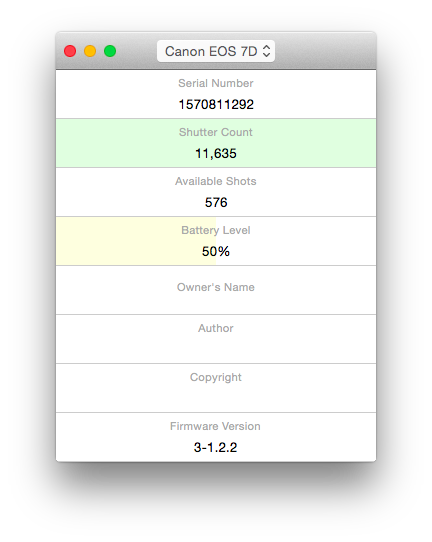 Canon EOS 7D
Serial Number
1570811292
Shutter Count
11,635
Available Shots
576
Battery Level
50%
Owner's Name
Author
Copyright
Firmware Version
3-1.2.2